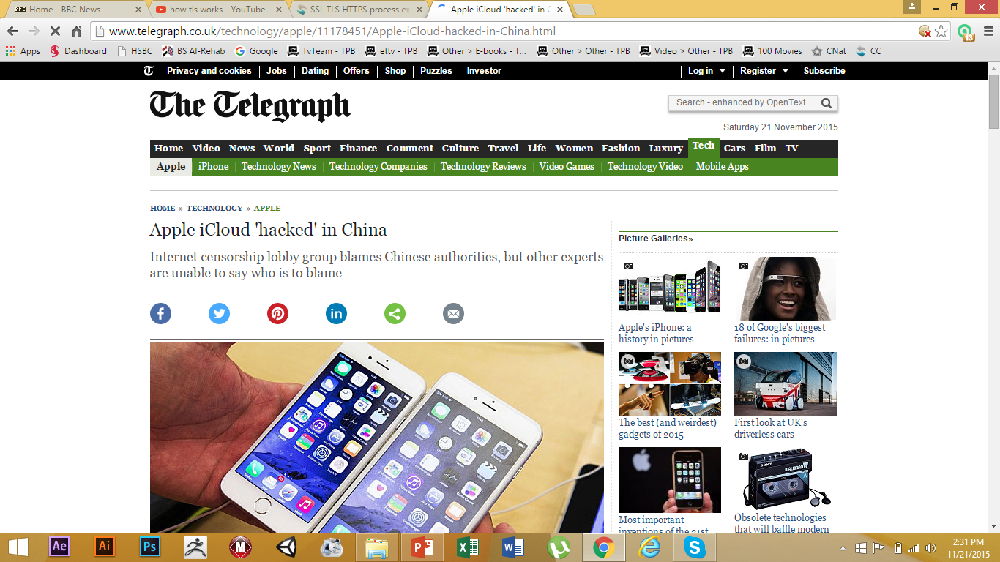 Home - BBC News
how tls works - YouTube
SSL TLS HTTPS process ex
Apple iCloud 'hacked' in C
www.telegraph.co.uk/technology/apple/11178451/Apple-iCloud-hacked-in-China.html
13
Apps Dashboard HSBC BS Al-Rehab Google TvTeam - TPB ettv - TPB Other > E-books - T... Other > Other - TPB Video > Other - TPB 100 Movies CNat CC
Privacy and cookies Jobs Dating Offers Shop Puzzles Investor Log in Register Subscribe
The Telegraph
Search - enhanced by OpenText
Saturday 21 November 2015
Home Video News World Sport Finance Comment Culture Travel Life Women Fashion Luxury Tech Cars Film TV
Apple iPhone Technology News Technology Companies Technology Reviews Video Games Technology Video Mobile Apps
HOME » TECHNOLOGY » APPLE
Apple iCloud 'hacked' in China
Internet censorship lobby group blames Chinese authorities, but other experts
are unable to say who is to blame
Picture Galleries»
Apple's iPhone: a
history in pictures
18 of Google's biggest
failures: in pictures
The best (and weirdest)
gadgets of 2015
First look at UK's
driverless cars
SONY
WALKMAN
Most important
inventions of the 21st
Obsolete technologies
that will baffle modern
Ae Ai Ps
2:31 PM
11/21/2015